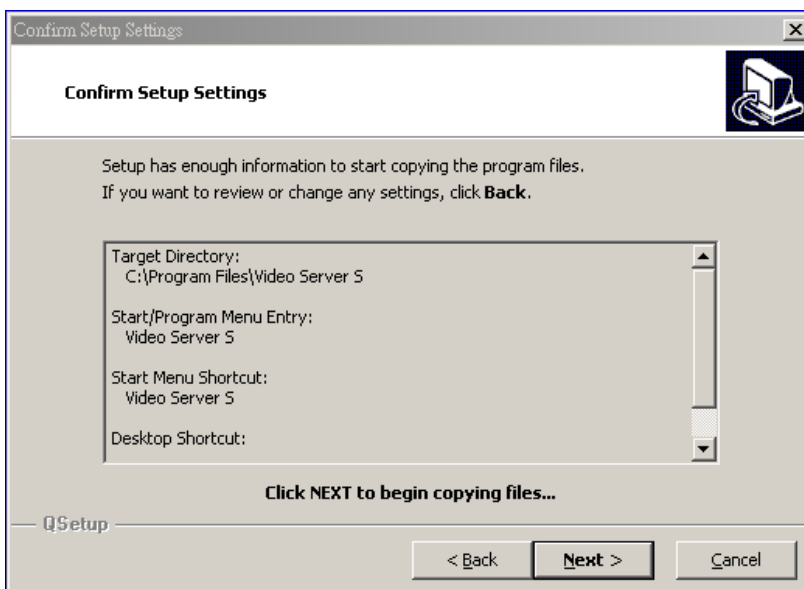 Confirm Setup Settings
Confirm Setup Settings
Setup has enough information to start copying the program files.
If you want to review or change any settings, click Back.
Target Directory:
C:\Program Files\Video Server S
Start/Program Menu Entry:
Video Server S
Start Menu Shortcut:
Video Server S
Desktop Shortcut:
Click NEXT to begin copying files...
QSetup
< Back
Next >
Cancel